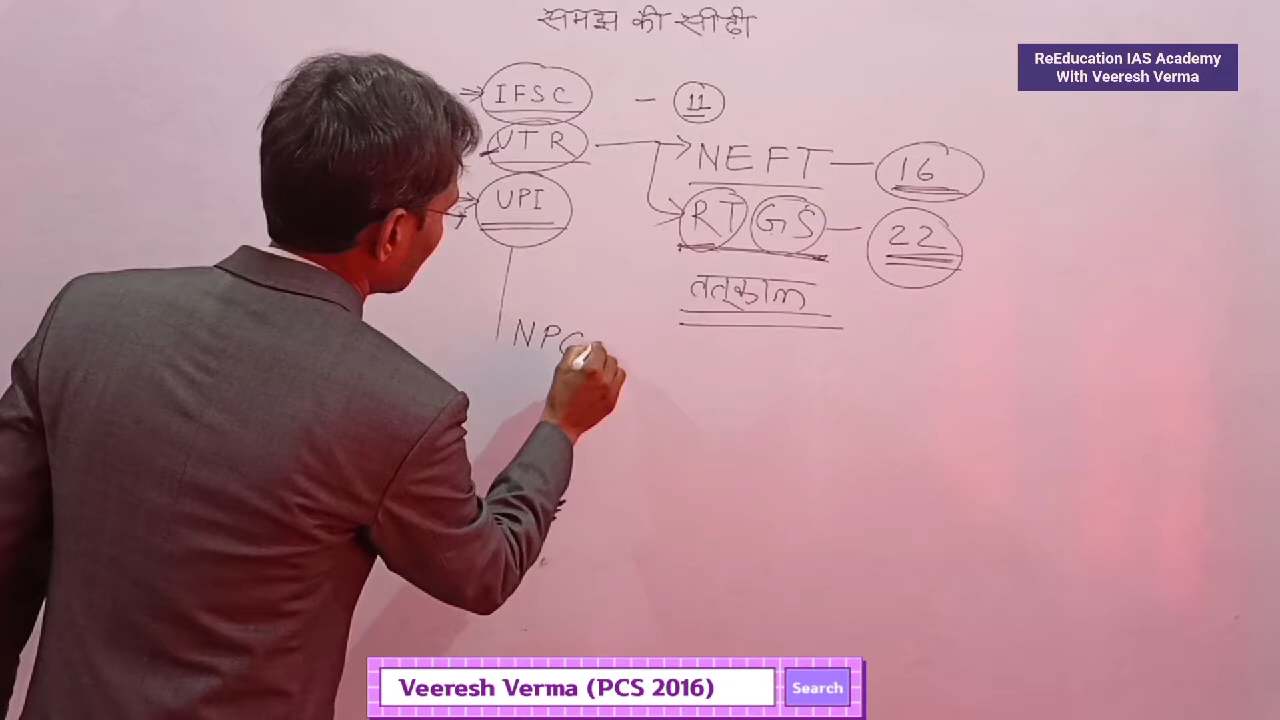 समझ की सीढ़ी
ReEducation IAS Academy
With Veeresh Verma
IFSC - 11
UTR → NEFT - 16
UPI RTGS - 22
तत्काल
NPC
Veeresh Verma (PCS 2016) Search